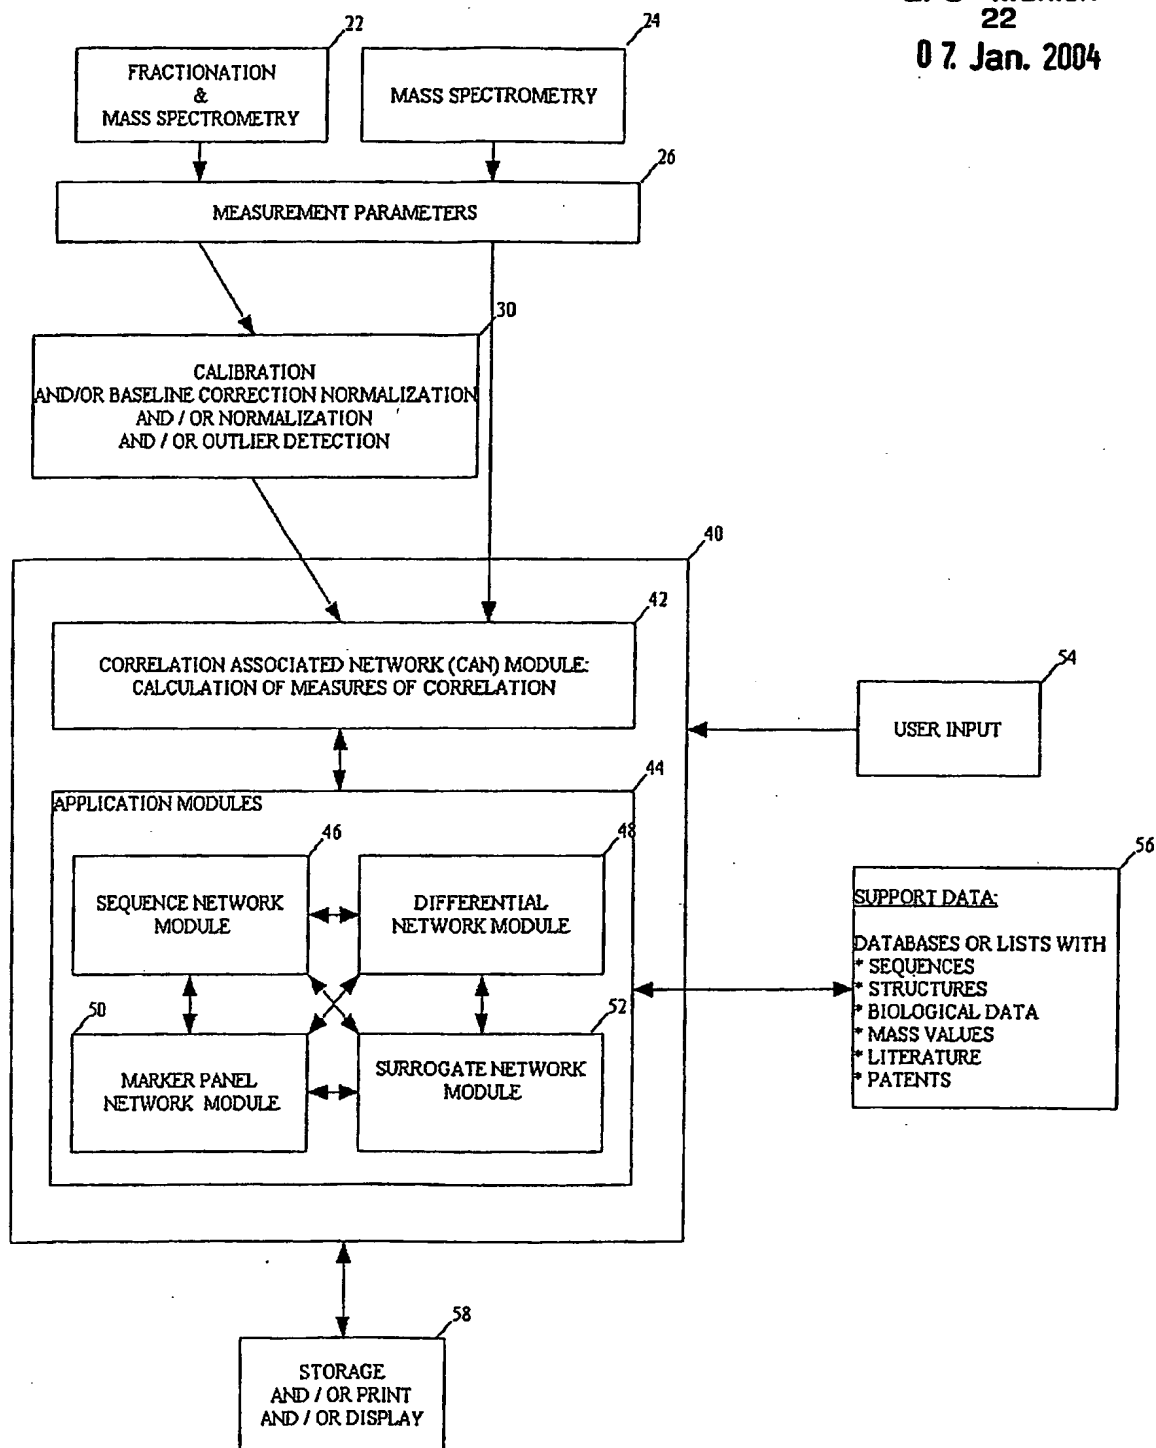 22
07. Jan. 2004
22
24
FRACTIONATION
&
MASS SPECTROMETRY
MASS SPECTROMETRY
26
MEASUREMENT PARAMETERS
30
CALIBRATION
AND/OR BASELINE CORRECTION NORMALIZATION
AND / OR NORMALIZATION
AND / OR OUTLIER DETECTION
40
42
CORRELATION ASSOCIATED NETWORK (CAN) MODULE:
CALCULATION OF MEASURES OF CORRELATION
54
USER INPUT
44
APPLICATION MODULES
46
48
SEQUENCE NETWORK
MODULE
DIFFERENTIAL
NETWORK MODULE
56
SUPPORT DATA:
DATABASES OR LISTS WITH
* SEQUENCES
* STRUCTURES
* BIOLOGICAL DATA
* MASS VALUES
* LITERATURE
* PATENTS
50
52
MARKER PANEL
NETWORK MODULE
SURROGATE NETWORK
MODULE
58
STORAGE
AND / OR PRINT
AND / OR DISPLAY